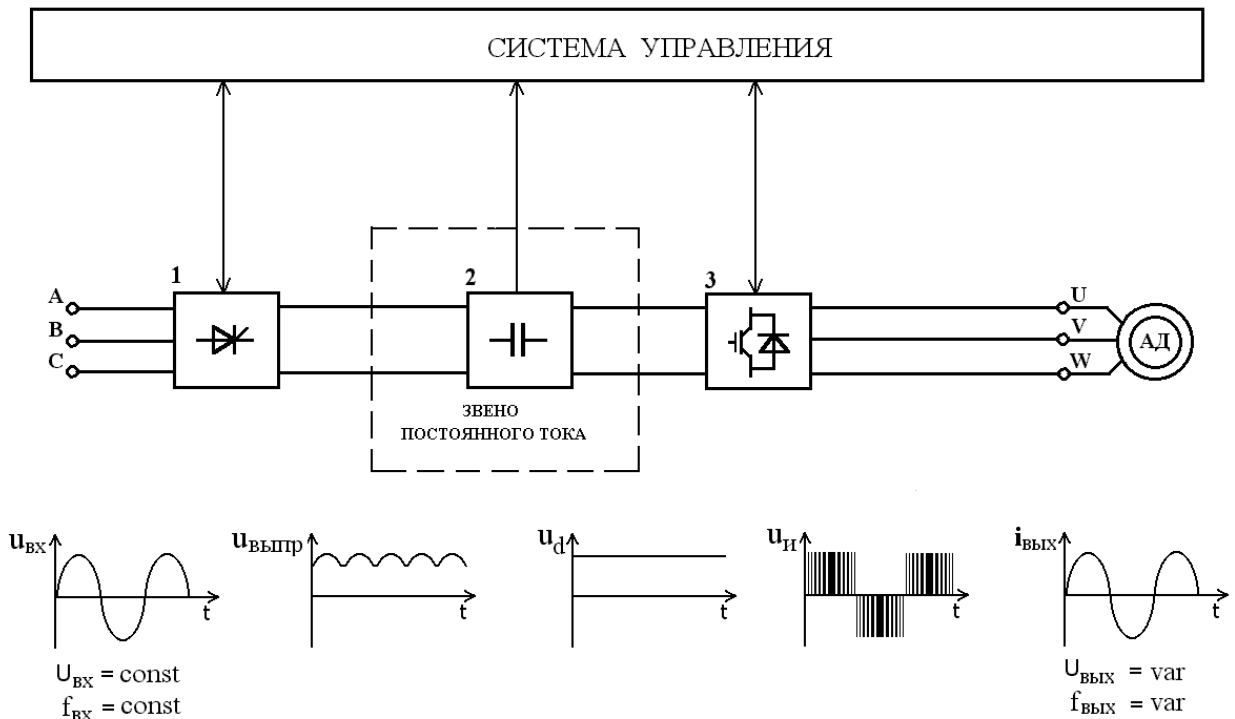 СИСТЕМА УПРАВЛЕНИЯ
1
2
3
A
B
C
U
V
W
АД
ЗВЕНО
ПОСТОЯННОГО ТОКА
uвх
t
uвыпр
t
ud
t
uи
t
iвых
t
Uвх = const
fвх = const
Uвых = var
fвых = var